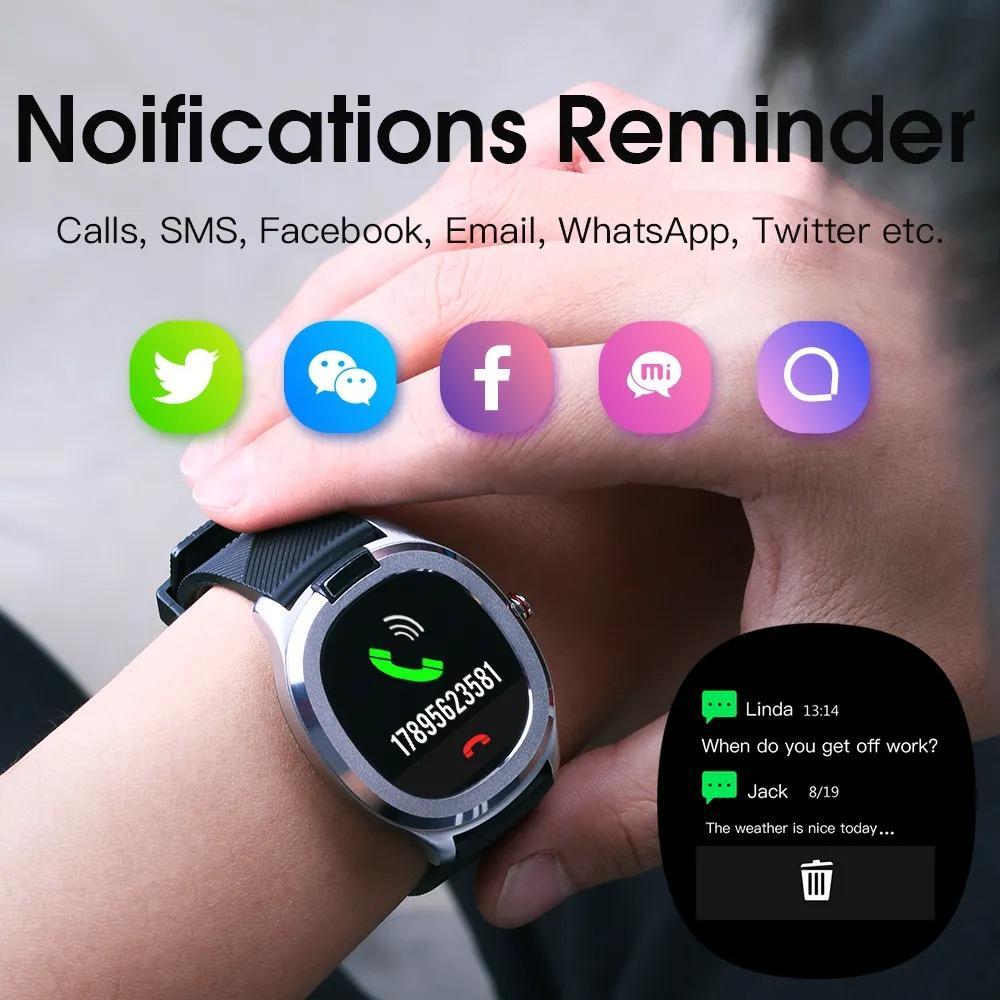 Noifications Reminder
Calls, SMS, Facebook, Email, WhatsApp, Twitter etc.
f
mi
17895623581
Linda 13:14
When do you get off work?
Jack 8/19
The weather is nice today...